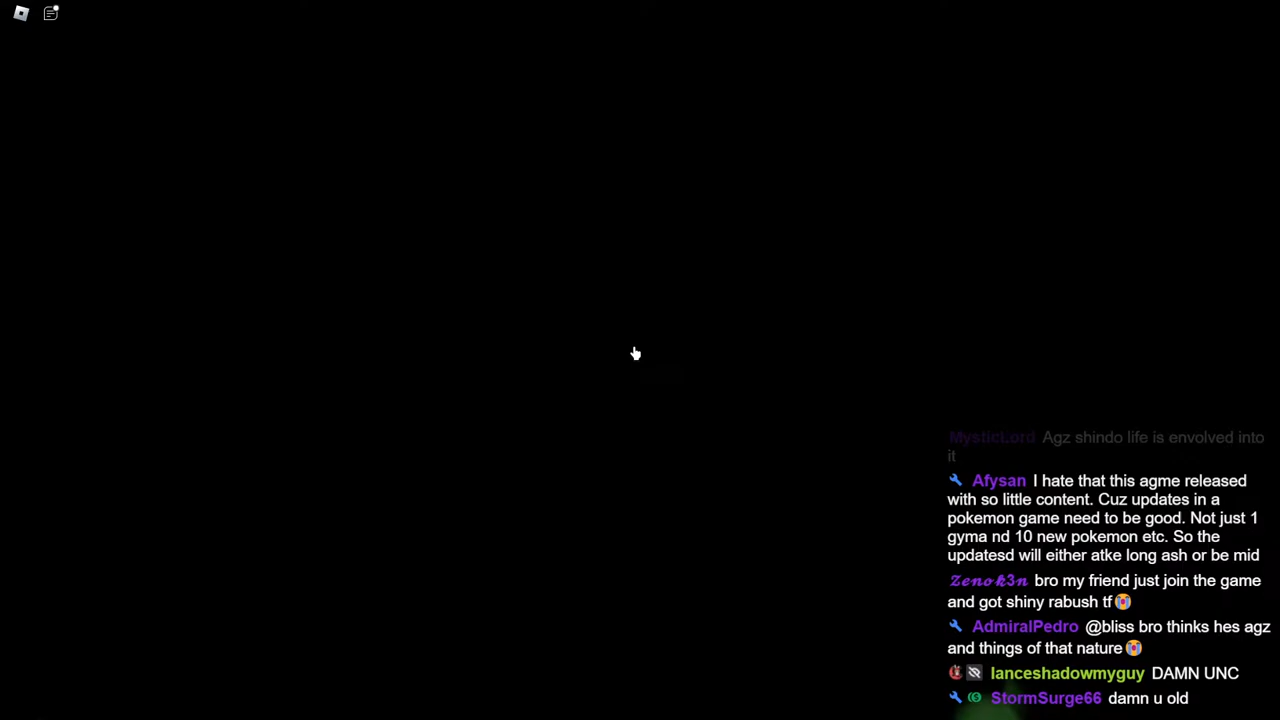 MysticLord Agz shindo life is envolved into
it
Afysan I hate that this agme released
with so little content. Cuz updates in a
pokemon game need to be good. Not just 1
gyma nd 10 new pokemon etc. So the
updatesd will either atke long ash or be mid
𝓩𝓮𝓷𝓸𝓴3𝓷 bro my friend just join the game
and got shiny rabush tf😭
AdmiralPedro @bliss bro thinks hes agz
and things of that nature😭
lanceshadowmyguy DAMN UNC
StormSurge66 damn u old